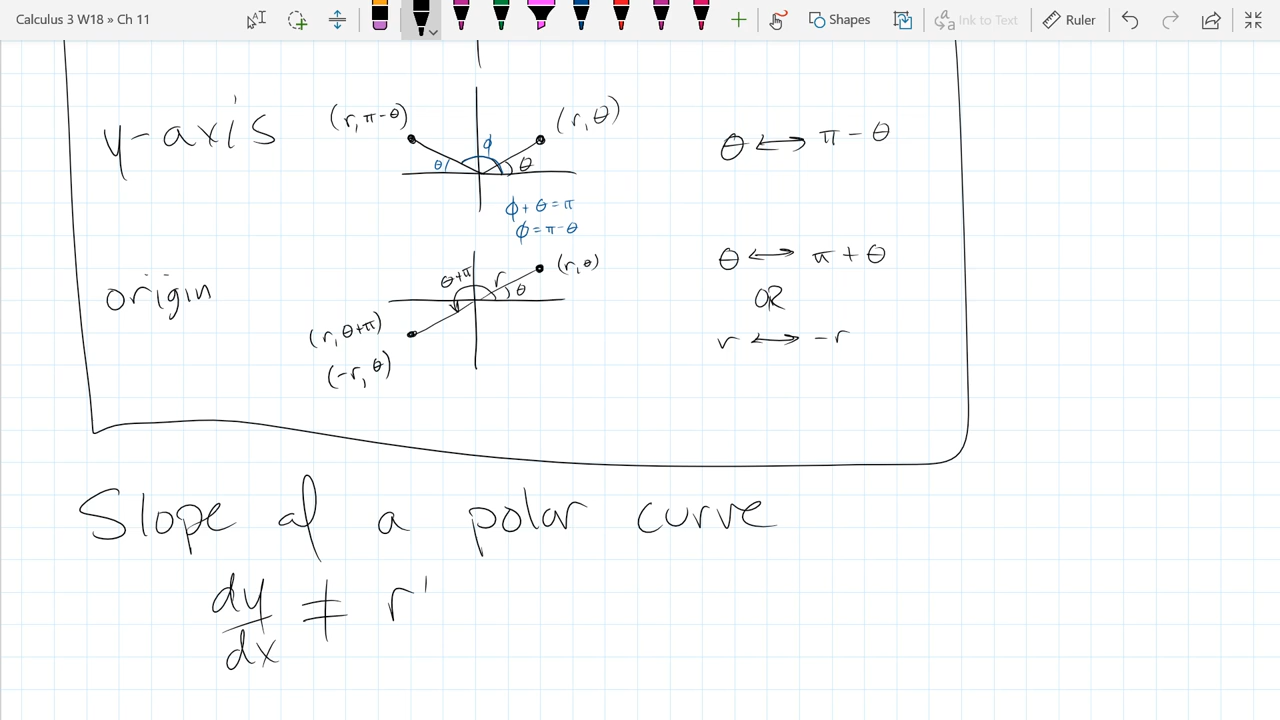 Calculus 3 W18 » Ch 11
Shapes
Ink to Text
Ruler
y-axis
(r, π-θ)
(r, θ)
θ
ϕ
θ
ϕ + θ = π
ϕ = π - θ
θ ⟷ π - θ
origin
θ+π
r
θ
(r, θ)
(r, θ+π)
(-r, θ)
θ ⟷ π + θ
OR
r ⟷ -r
Slope of a polar curve
dy/dx ≠ r'